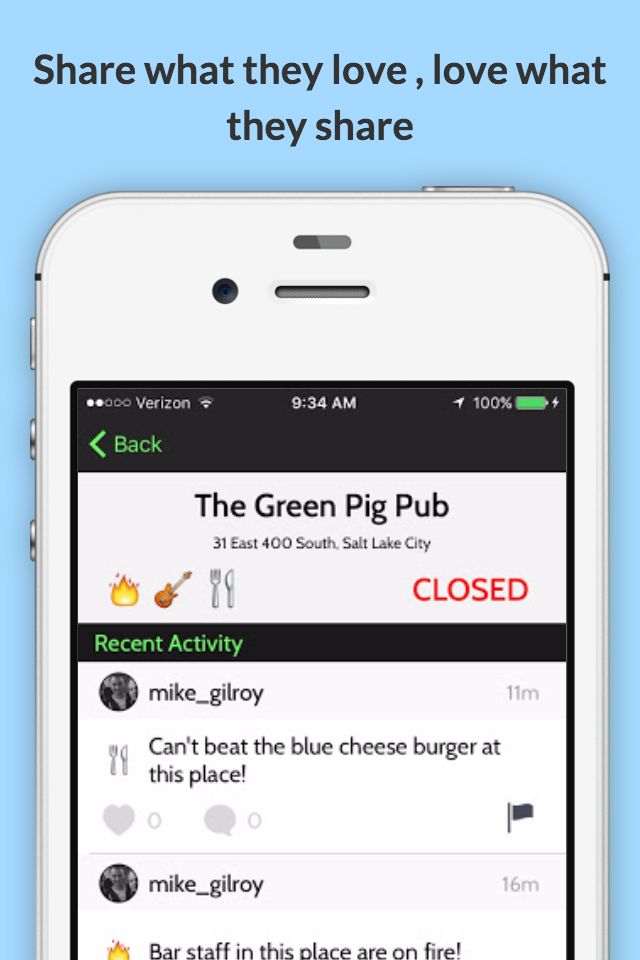 Share what they love , love what
they share
Verizon 9:34 AM 100%
Back
The Green Pig Pub
31 East 400 South, Salt Lake City
CLOSED
Recent Activity
mike_gilroy 11m
Can't beat the blue cheese burger at
this place!
0 0
mike_gilroy 16m
Bar staff in this place are on fire!